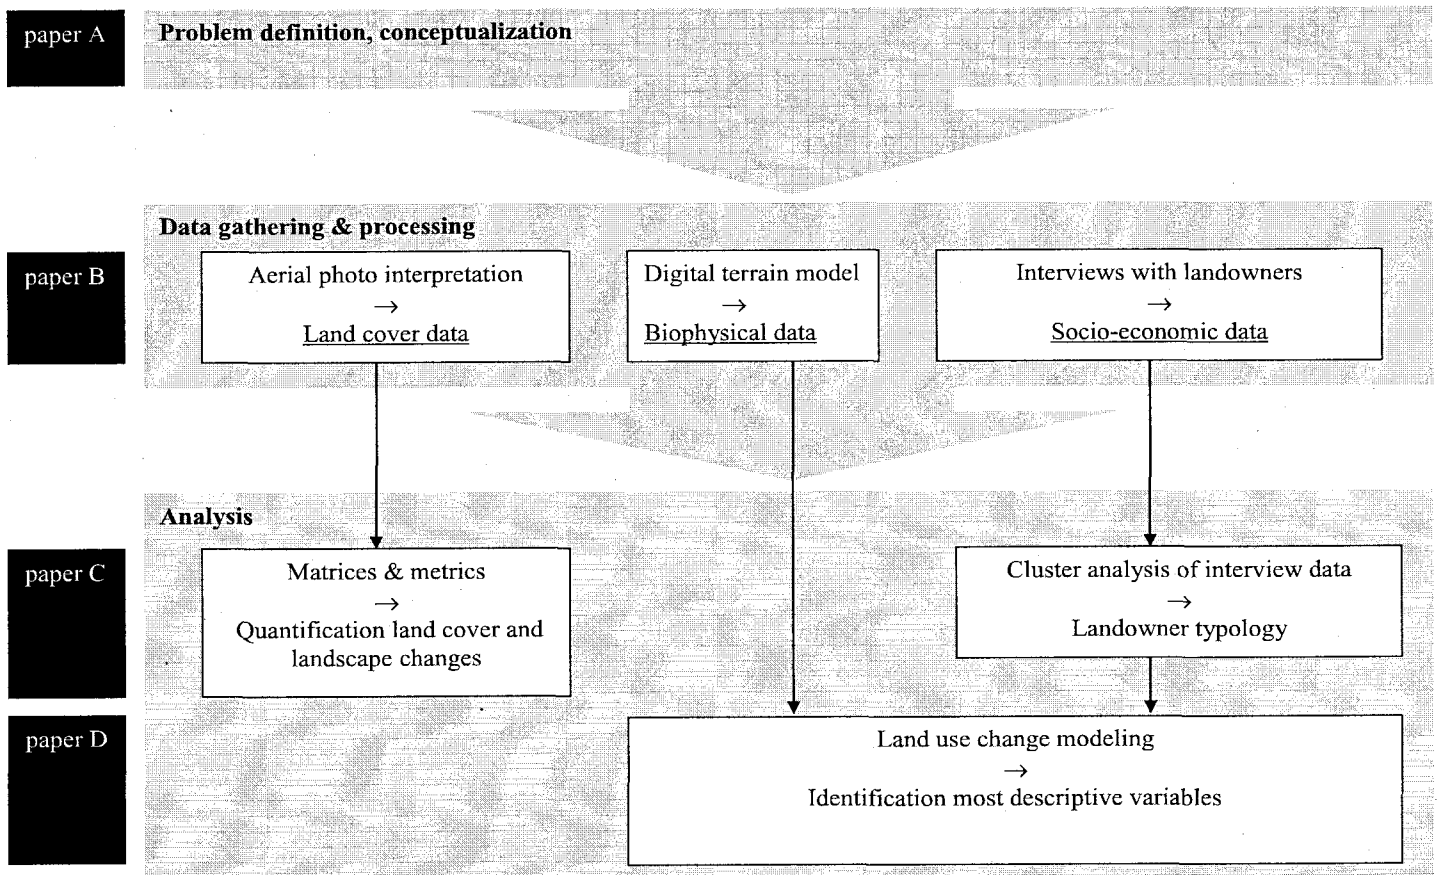 paper A
Problem definition, conceptualization
Data gathering & processing
paper B
Aerial photo interpretation
→
Land cover data
Digital terrain model
→
Biophysical data
Interviews with landowners
→
Socio-economic data
Analysis
paper C
Matrices & metrics
→
Quantification land cover and
landscape changes
Cluster analysis of interview data
→
Landowner typology
paper D
Land use change modeling
→
Identification most descriptive variables